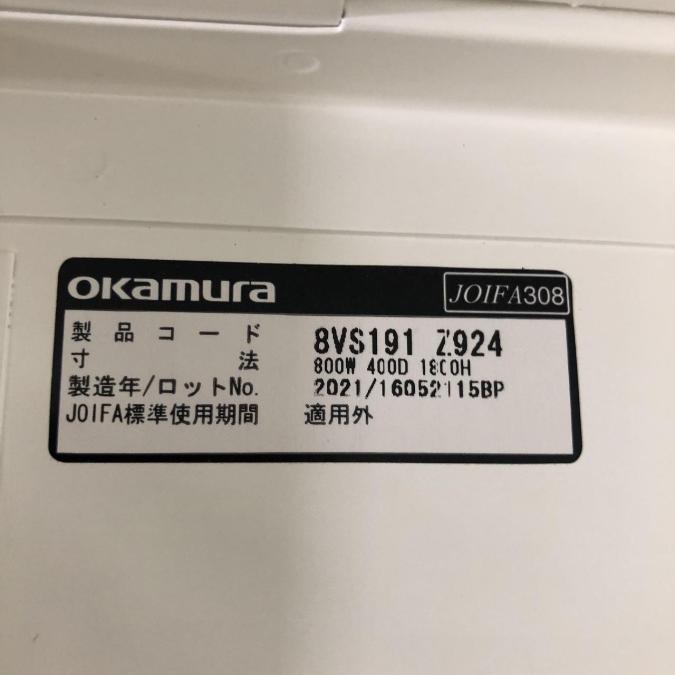 okamura JOIFA308
製品コード 8VS191 Z924
寸法 800W 400D 1800H
製造年/ロットNo. 2021/16052115BP
JOIFA標準使用期間 適用外